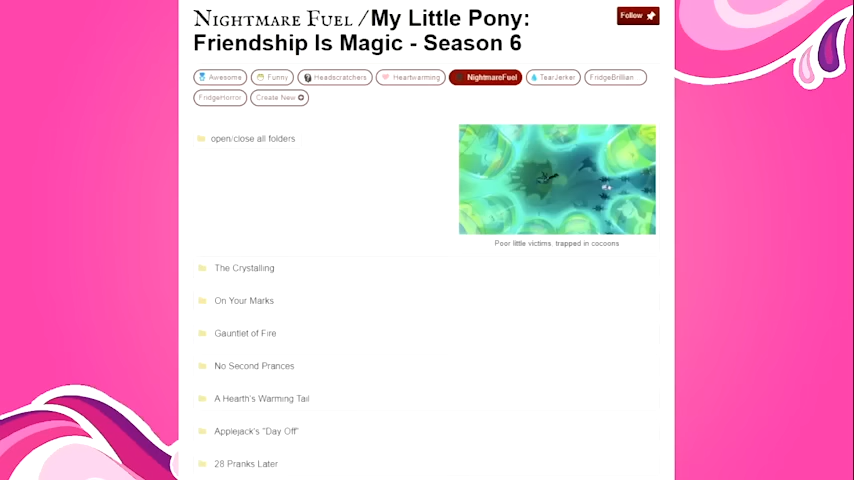 Nightmare Fuel / My Little Pony:
Friendship Is Magic - Season 6
Follow
Awesome Funny Headscratchers Heartwarming NightmareFuel TearJerker FridgeBrillian
FridgeHorror Create New
open/close all folders
Poor little victims, trapped in cocoons
The Crystalling
On Your Marks
Gauntlet of Fire
No Second Prances
A Hearth's Warming Tail
Applejack's "Day Off"
28 Pranks Later